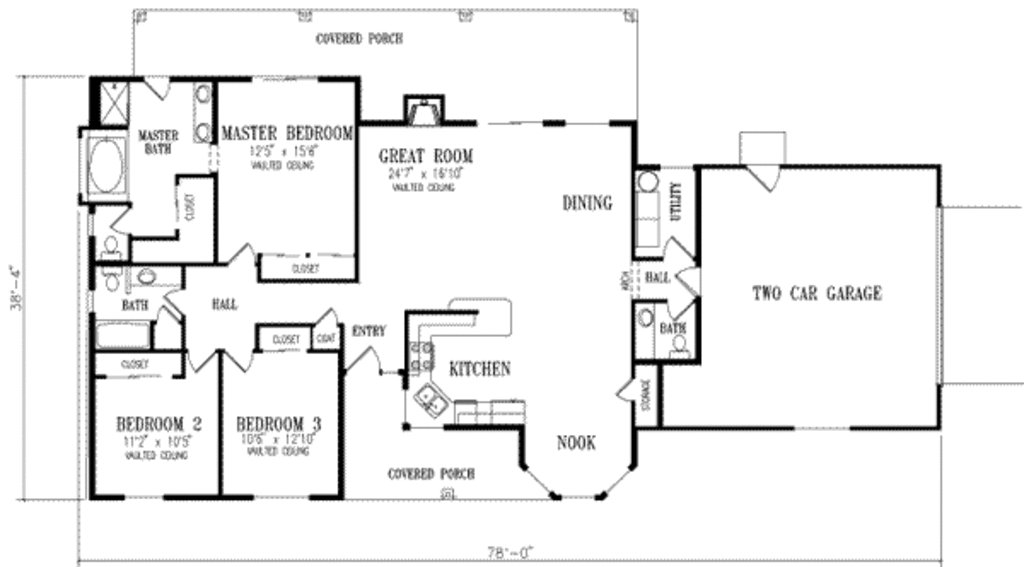 COVERED PORCH
MASTER BATH
MASTER BEDROOM
12'5" x 15'6"
VAULTED CEILING
GREAT ROOM
24'7" x 16'10"
VAULTED CEILING
DINING
UTILITY
CLOSET
CLOSET
38'-4"
BATH
HALL
ARCH
HALL
TWO CAR GARAGE
ENTRY
BATH
CLOSET
COAT
CLOSET
KITCHEN
STORAGE
BEDROOM 2
11'2" x 10'5"
VAULTED CEILING
BEDROOM 3
10'6" x 12'10"
VAULTED CEILING
NOOK
COVERED PORCH
78'-0"